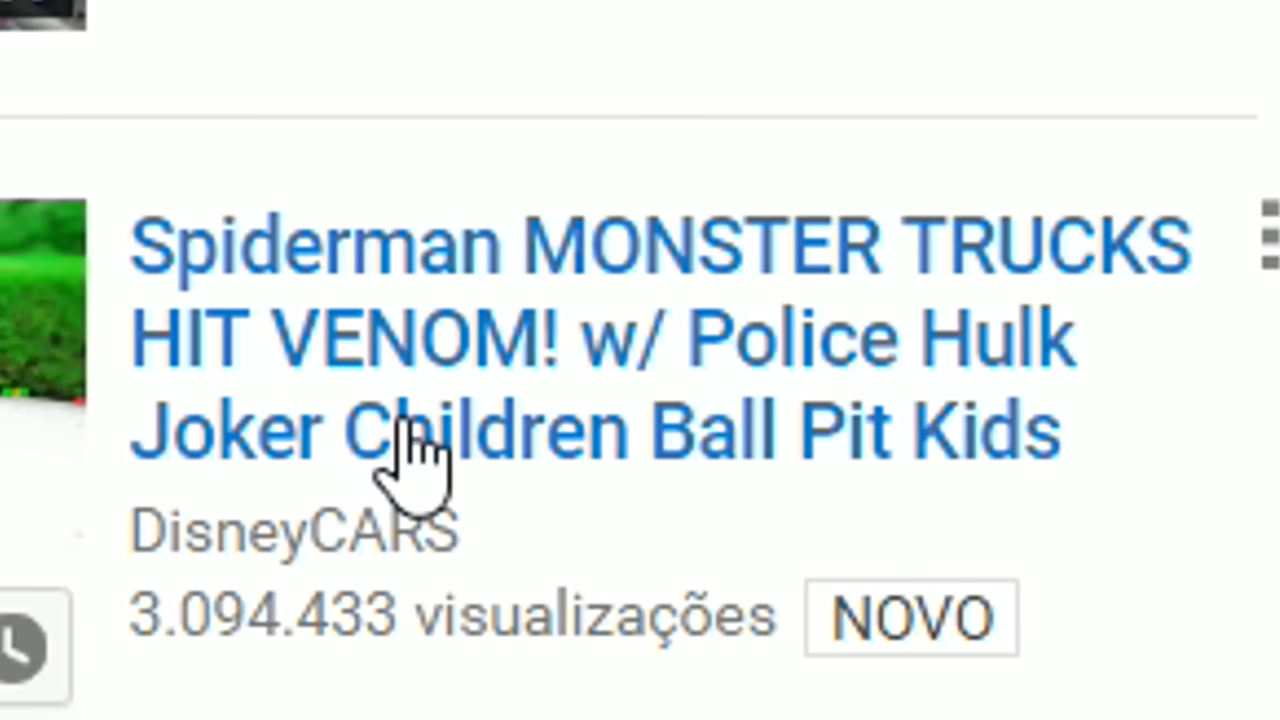 Spiderman MONSTER TRUCKS
HIT VENOM! w/ Police Hulk
Joker Children Ball Pit Kids
DisneyCARS
3.094.433 visualizações NOVO